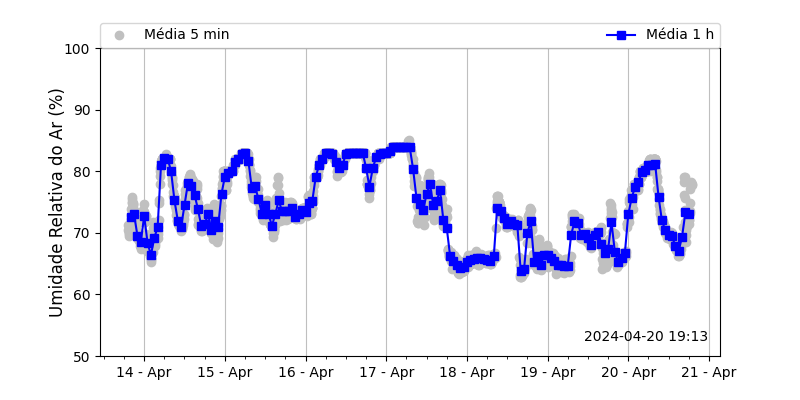 Média 5 min
Média 1 h
100
90
80
70
60
50
Umidade Relativa do Ar (%)
2024-04-20 19:13
14 - Apr
15 - Apr
16 - Apr
17 - Apr
18 - Apr
19 - Apr
20 - Apr
21 - Apr